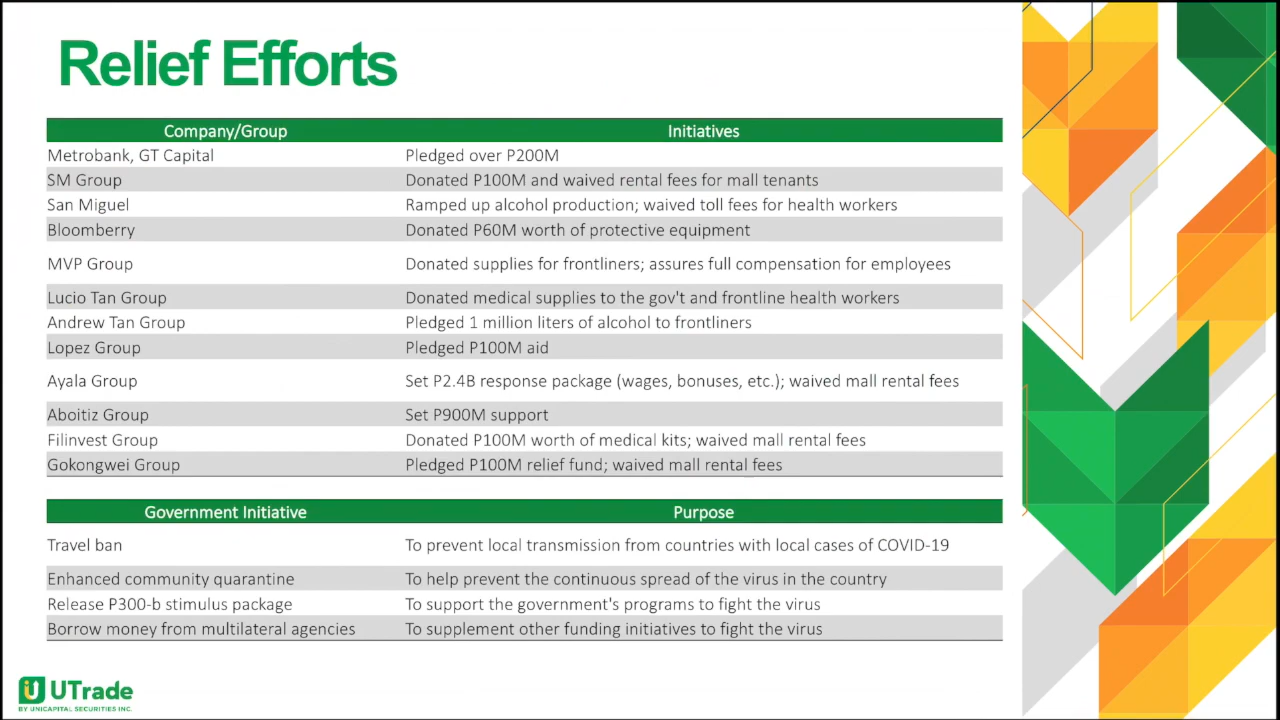 Relief Efforts
Company/Group Initiatives
Metrobank, GT Capital Pledged over P200M
SM Group Donated P100M and waived rental fees for mall tenants
San Miguel Ramped up alcohol production; waived toll fees for health workers
Bloomberry Donated P60M worth of protective equipment
MVP Group Donated supplies for frontliners; assures full compensation for employees
Lucio Tan Group Donated medical supplies to the gov't and frontline health workers
Andrew Tan Group Pledged 1 million liters of alcohol to frontliners
Lopez Group Pledged P100M aid
Ayala Group Set P2.4B response package (wages, bonuses, etc.); waived mall rental fees
Aboitiz Group Set P900M support
Filinvest Group Donated P100M worth of medical kits; waived mall rental fees
Gokongwei Group Pledged P100M relief fund; waived mall rental fees
Government Initiative Purpose
Travel ban To prevent local transmission from countries with local cases of COVID-19
Enhanced community quarantine To help prevent the continuous spread of the virus in the country
Release P300-b stimulus package To support the government's programs to fight the virus
Borrow money from multilateral agencies To supplement other funding initiatives to fight the virus
UTrade
BY UNICAPITAL SECURITIES INC.